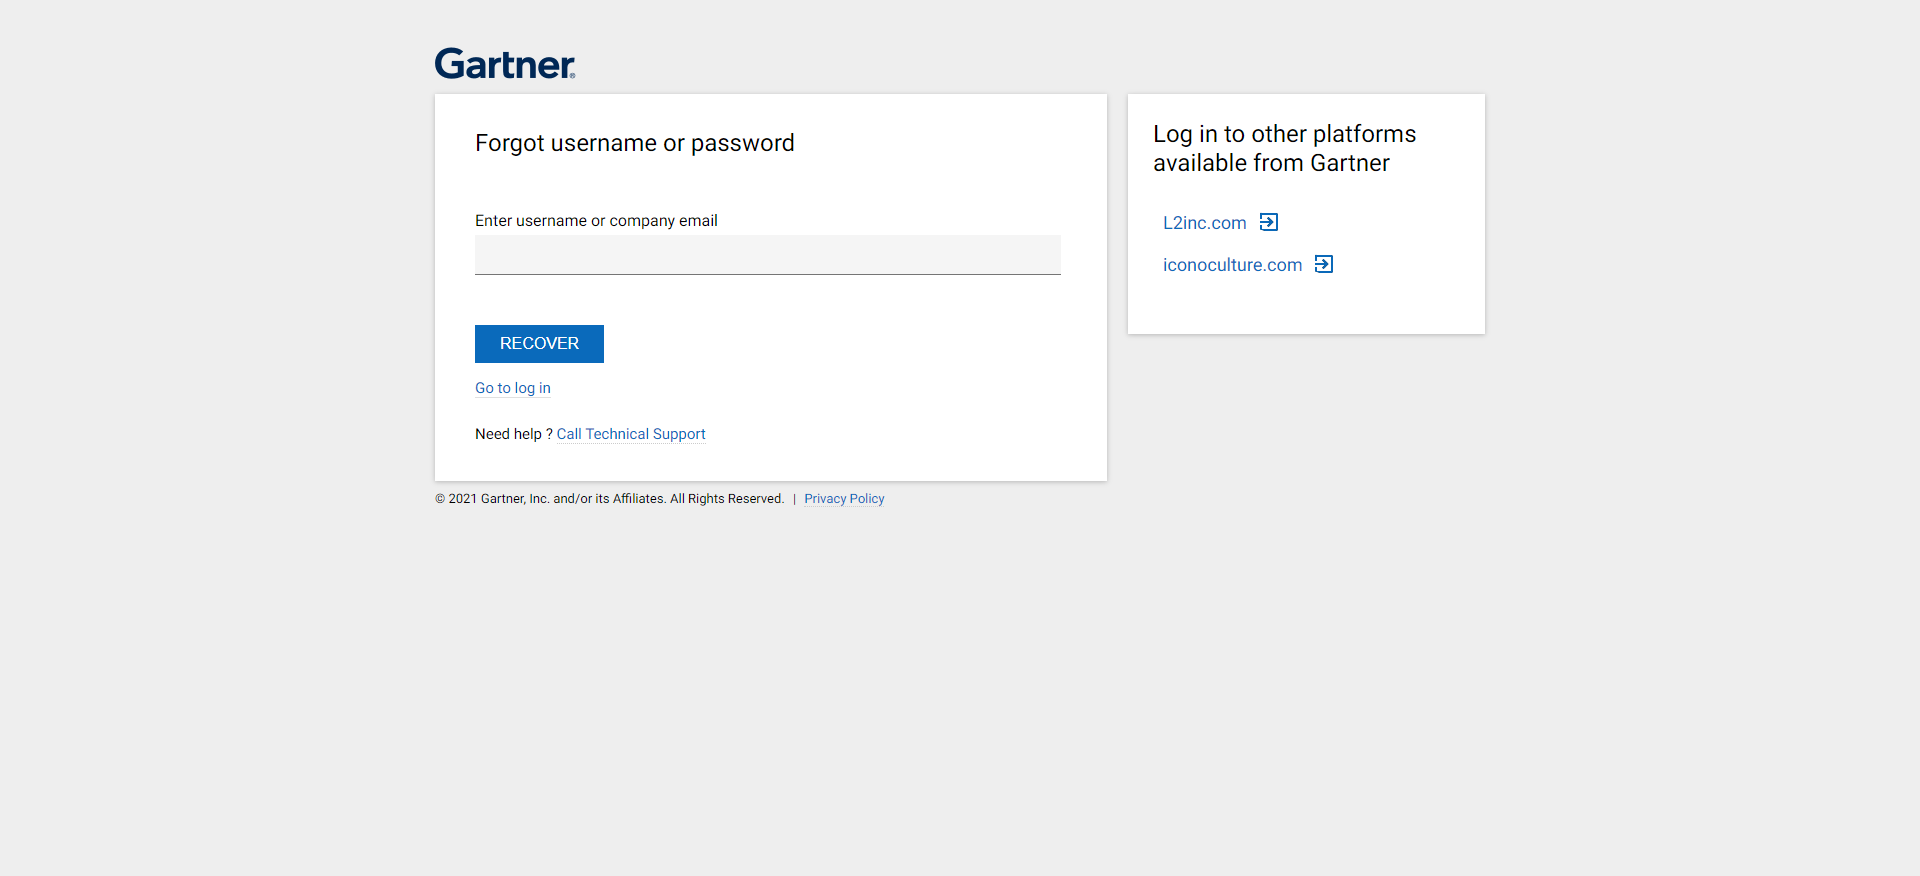 Gartner®
Forgot username or password
Enter username or company email
RECOVER
Go to log in
Need help ? Call Technical Support
© 2021 Gartner, Inc. and/or its Affiliates. All Rights Reserved. | Privacy Policy
Log in to other platforms
available from Gartner
L2inc.com
iconoculture.com